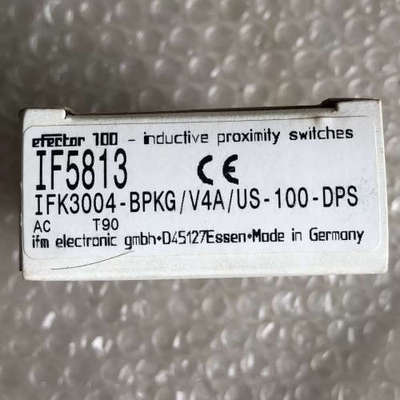 efector 100 - inductive proximity switches
IF5813 CE
IFK3004-BPKG/V4A/US-100-DPS
AC T90
ifm electronic gmbh•D45127Essen•Made in Germany